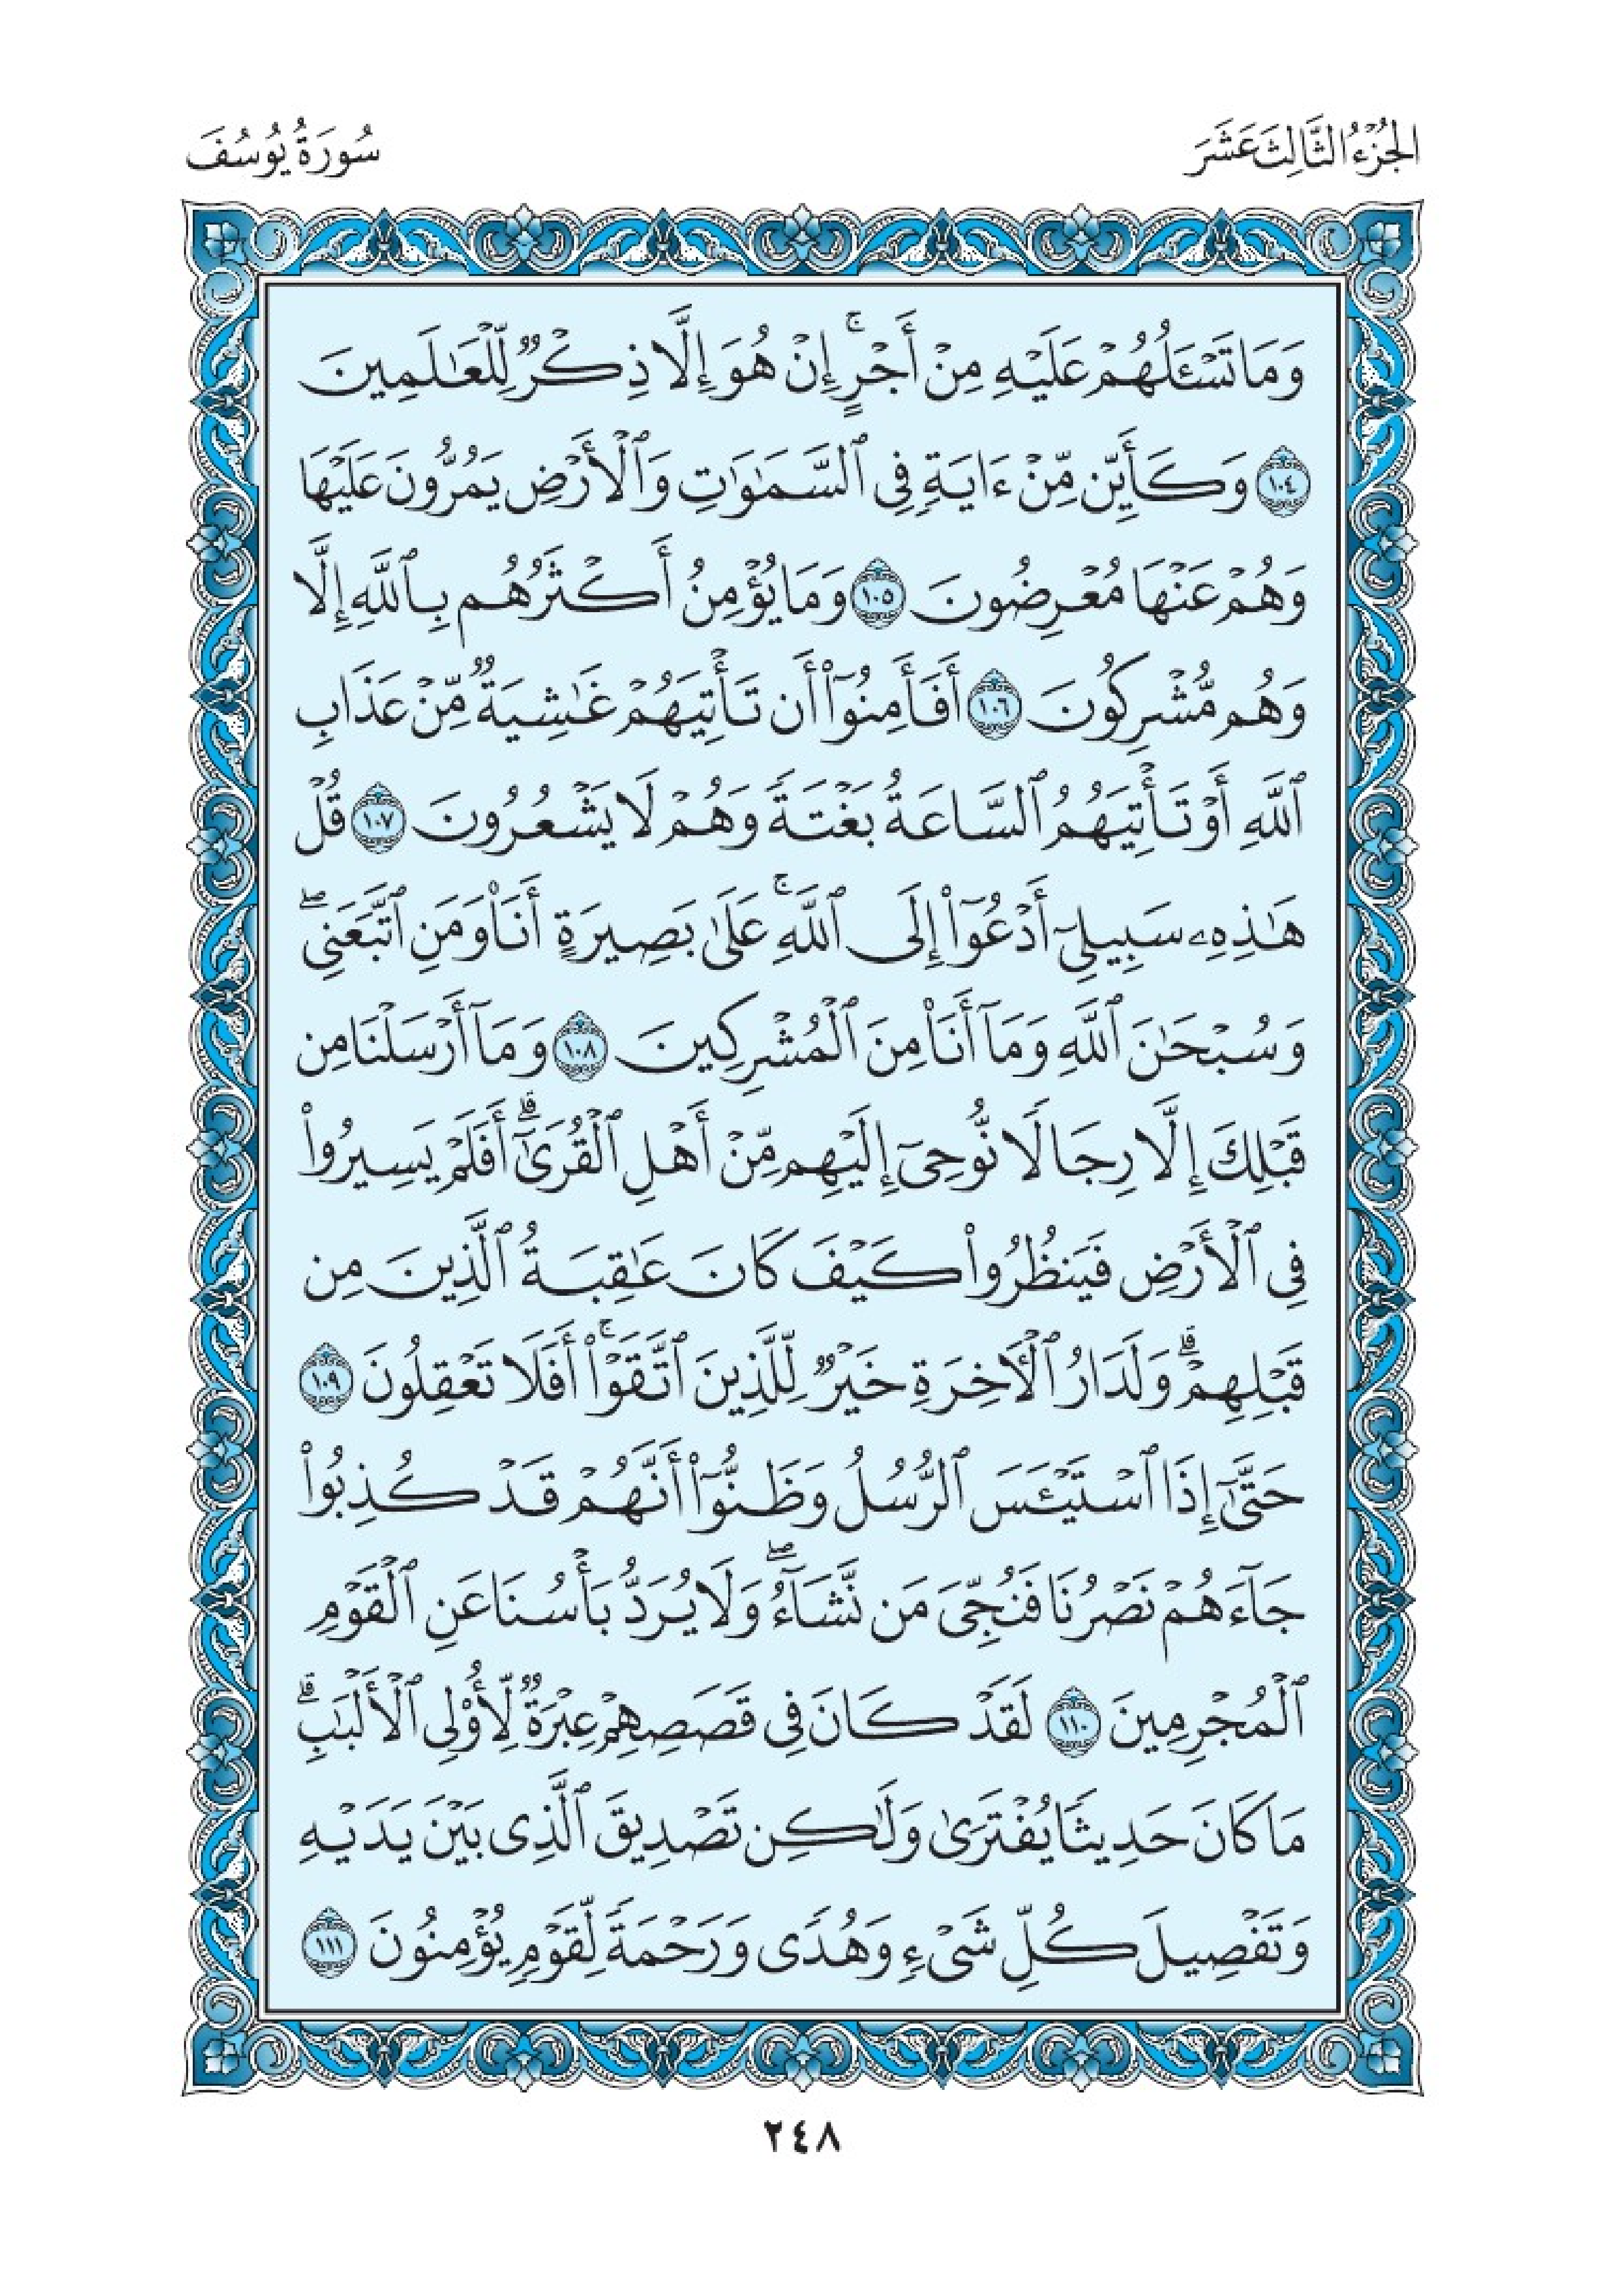 الجُزْءُ الثَّالِثَ عَشَرَ
سُورَةُ يُوسُفَ
وَمَا تَسْـَٔلُهُمْ عَلَيْهِ مِنْ أَجْرٍ ۚ إِنْ هُوَ إِلَّا ذِكْرٌ لِّلْعَٰلَمِينَ
١٠٤ وَكَأَيِّن مِّنْ ءَايَةٍ فِى ٱلسَّمَٰوَٰتِ وَٱلْأَرْضِ يَمُرُّونَ عَلَيْهَا
وَهُمْ عَنْهَا مُعْرِضُونَ ١٠٥ وَمَا يُؤْمِنُ أَكْثَرُهُم بِٱللَّهِ إِلَّا
وَهُم مُّشْرِكُونَ ١٠٦ أَفَأَمِنُوٓا۟ أَن تَأْتِيَهُمْ غَٰشِيَةٌ مِّنْ عَذَابِ
ٱللَّهِ أَوْ تَأْتِيَهُمُ ٱلسَّاعَةُ بَغْتَةً وَهُمْ لَا يَشْعُرُونَ ١٠٧ قُلْ
هَٰذِهِۦ سَبِيلِىٓ أَدْعُوٓا۟ إِلَى ٱللَّهِ ۚ عَلَىٰ بَصِيرَةٍ أَنَا۠ وَمَنِ ٱتَّبَعَنِى ۖ
وَسُبْحَٰنَ ٱللَّهِ وَمَآ أَنَا۠ مِنَ ٱلْمُشْرِكِينَ ١٠٨ وَمَآ أَرْسَلْنَا مِن
قَبْلِكَ إِلَّا رِجَالًا نُّوحِىٓ إِلَيْهِم مِّنْ أَهْلِ ٱلْقُرَىٰٓ ۗ أَفَلَمْ يَسِيرُوا۟
فِى ٱلْأَرْضِ فَيَنظُرُوا۟ كَيْفَ كَانَ عَٰقِبَةُ ٱلَّذِينَ مِن
قَبْلِهِمْ ۗ وَلَدَارُ ٱلْءَاخِرَةِ خَيْرٌ لِّلَّذِينَ ٱتَّقَوْا۟ ۚ أَفَلَا تَعْقِلُونَ ١٠٩
حَتَّىٰٓ إِذَا ٱسْتَيْـَٔسَ ٱلرُّسُلُ وَظَنُّوٓا۟ أَنَّهُمْ قَدْ كُذِبُوا۟
جَآءَهُمْ نَصْرُنَا فَنُجِّىَ مَن نَّشَآءُ ۖ وَلَا يُرَدُّ بَأْسُنَا عَنِ ٱلْقَوْمِ
ٱلْمُجْرِمِينَ ١١٠ لَقَدْ كَانَ فِى قَصَصِهِمْ عِبْرَةٌ لِّأُو۟لِى ٱلْأَلْبَٰبِ ۗ
مَا كَانَ حَدِيثًا يُفْتَرَىٰ وَلَٰكِن تَصْدِيقَ ٱلَّذِى بَيْنَ يَدَيْهِ
وَتَفْصِيلَ كُلِّ شَىْءٍ وَهُدًى وَرَحْمَةً لِّقَوْمٍ يُؤْمِنُونَ ١١١
٢٤٨